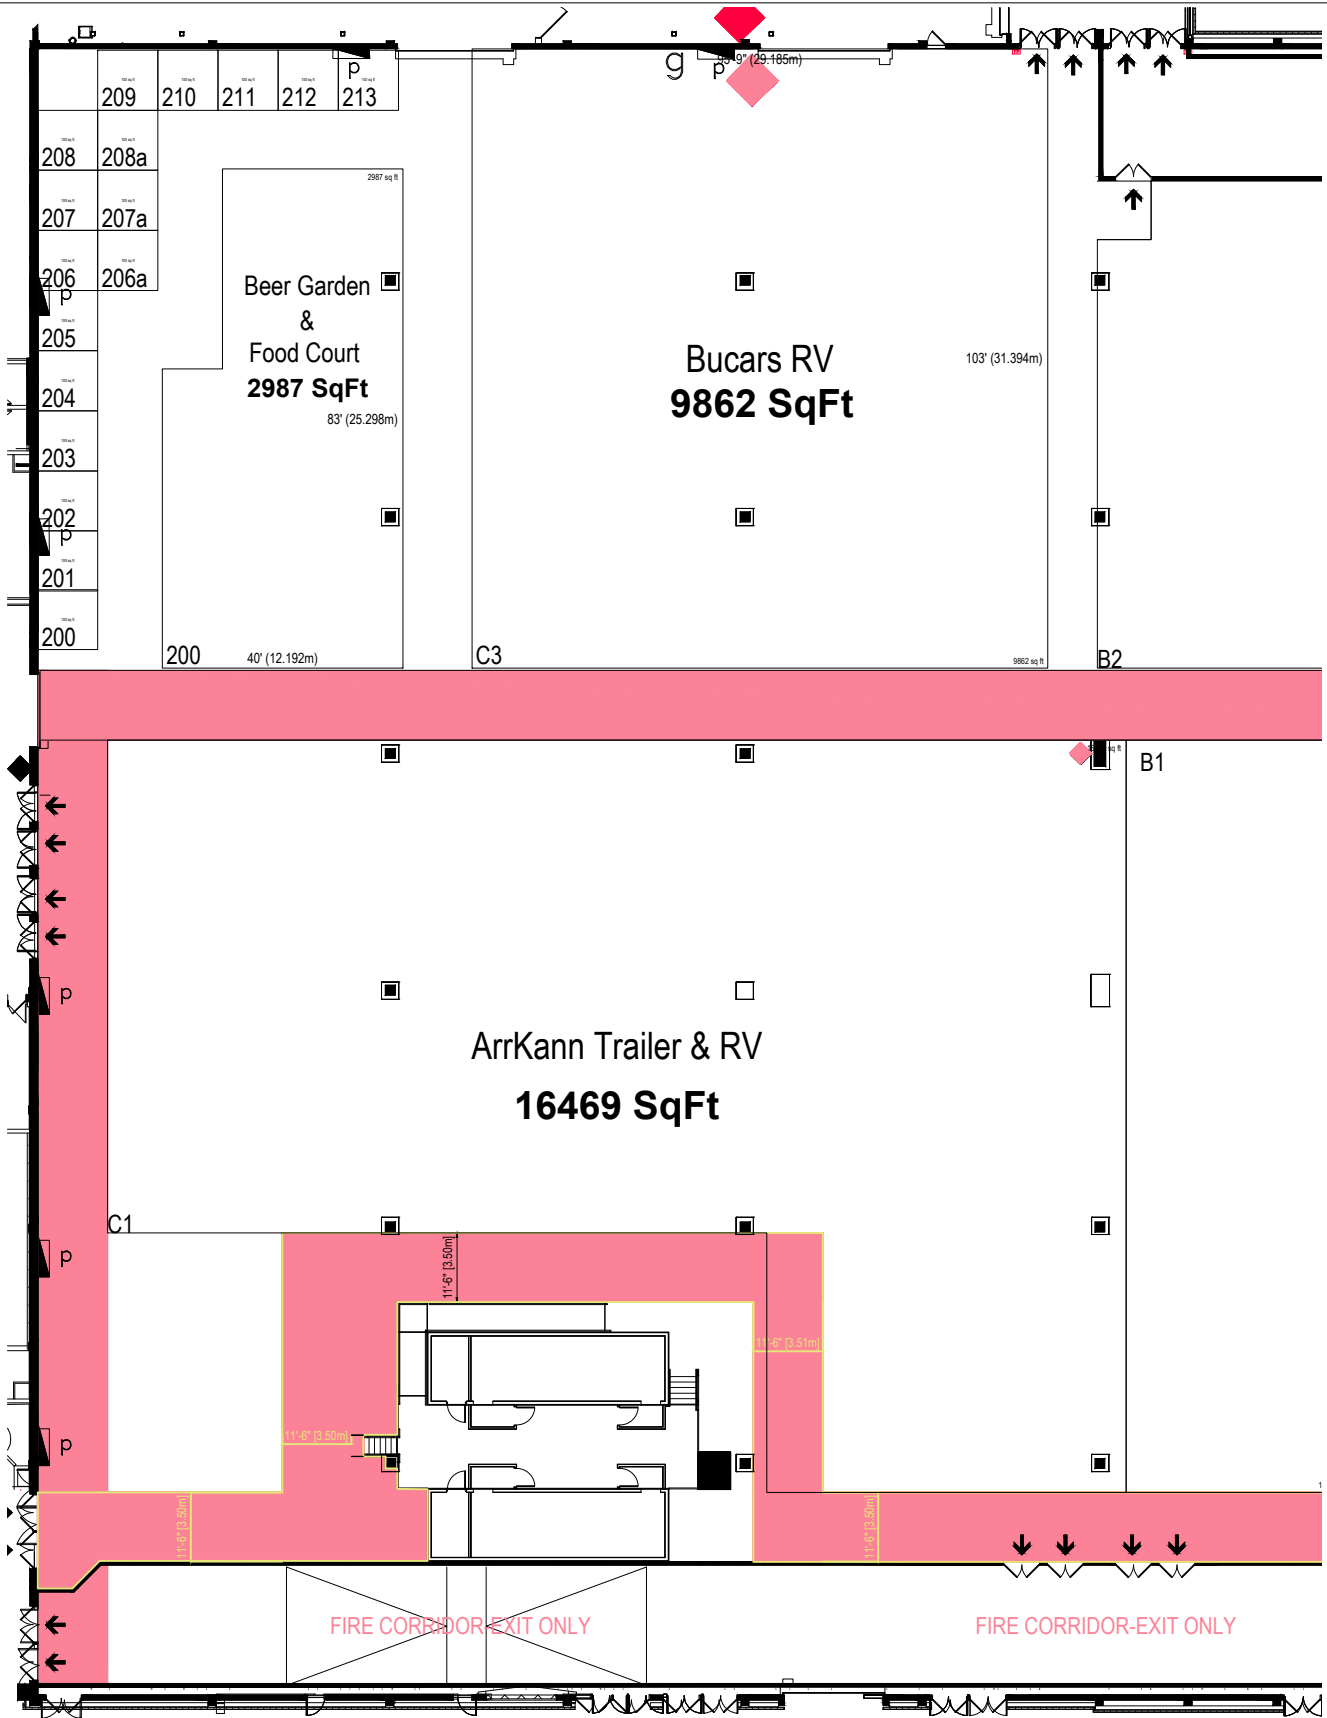 g
p
p
95'-9" (29.185m)
209
210
211
212
213
208
208a
207
207a
206
206a
p
205
204
203
202
p
201
200
2987 sq ft
Beer Garden
&
Food Court
2987 SqFt
83' (25.298m)
200
40' (12.192m)
Bucars RV
9862 SqFt
103' (31.394m)
C3
9862 sq ft
B2
sq ft
B1
p
ArrKann Trailer & RV
16469 SqFt
C1
p
11'-6" [3.50m]
11'-6" [3.51m]
11'-6" [3.50m]
p
11'-6" [3.50m]
11'-6" [3.50m]
FIRE CORRIDOR-EXIT ONLY
FIRE CORRIDOR-EXIT ONLY